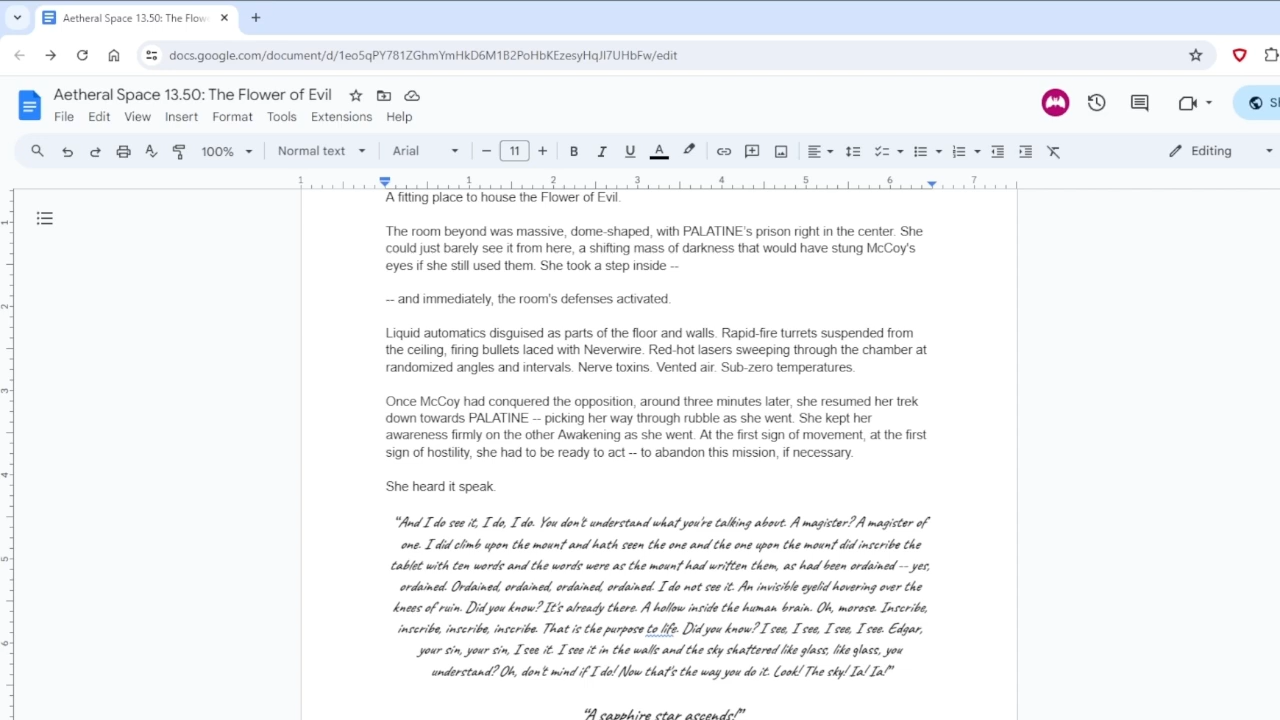 Aetheral Space 13.50: The Flow
docs.google.com/document/d/1eo5qPY781ZGhmYmHkD6M1B2PoHbKEzesyHqJI7UHbFw/edit
Aetheral Space 13.50: The Flower of Evil
File Edit View Insert Format Tools Extensions Help
100% Normal text Arial 11 Editing
1 1 2 3 4 5 6 7
A fitting place to house the Flower of Evil.
The room beyond was massive, dome-shaped, with PALATINE's prison right in the center. She
could just barely see it from here, a shifting mass of darkness that would have stung McCoy's
eyes if she still used them. She took a step inside --
-- and immediately, the room's defenses activated.
Liquid automatics disguised as parts of the floor and walls. Rapid-fire turrets suspended from
the ceiling, firing bullets laced with Neverwire. Red-hot lasers sweeping through the chamber at
randomized angles and intervals. Nerve toxins. Vented air. Sub-zero temperatures.
Once McCoy had conquered the opposition, around three minutes later, she resumed her trek
down towards PALATINE -- picking her way through rubble as she went. She kept her
awareness firmly on the other Awakening as she went. At the first sign of movement, at the first
sign of hostility, she had to be ready to act -- to abandon this mission, if necessary.
She heard it speak.
“And I do see it, I do, I do. You don't understand what you're talking about. A magister? A magister of
one. I did climb upon the mount and hath seen the one and the one upon the mount did inscribe the
tablet with ten words and the words were as the mount had written them, as had been ordained -- yes,
ordained. Ordained, ordained, ordained, ordained. I do not see it. An invisible eyelid hovering over the
knees of ruin. Did you know? It's already there. A hollow inside the human brain. Oh, morose. Inscribe,
inscribe, inscribe, inscribe. That is the purpose to life. Did you know? I see, I see, I see, I see. Edgar,
your sin, your sin, I see it. I see it in the walls and the sky shattered like glass, like glass, you
understand? Oh, don't mind if I do! Now that's the way you do it. Look! The sky! Ia! Ia!”
“A sapphire star ascends!”